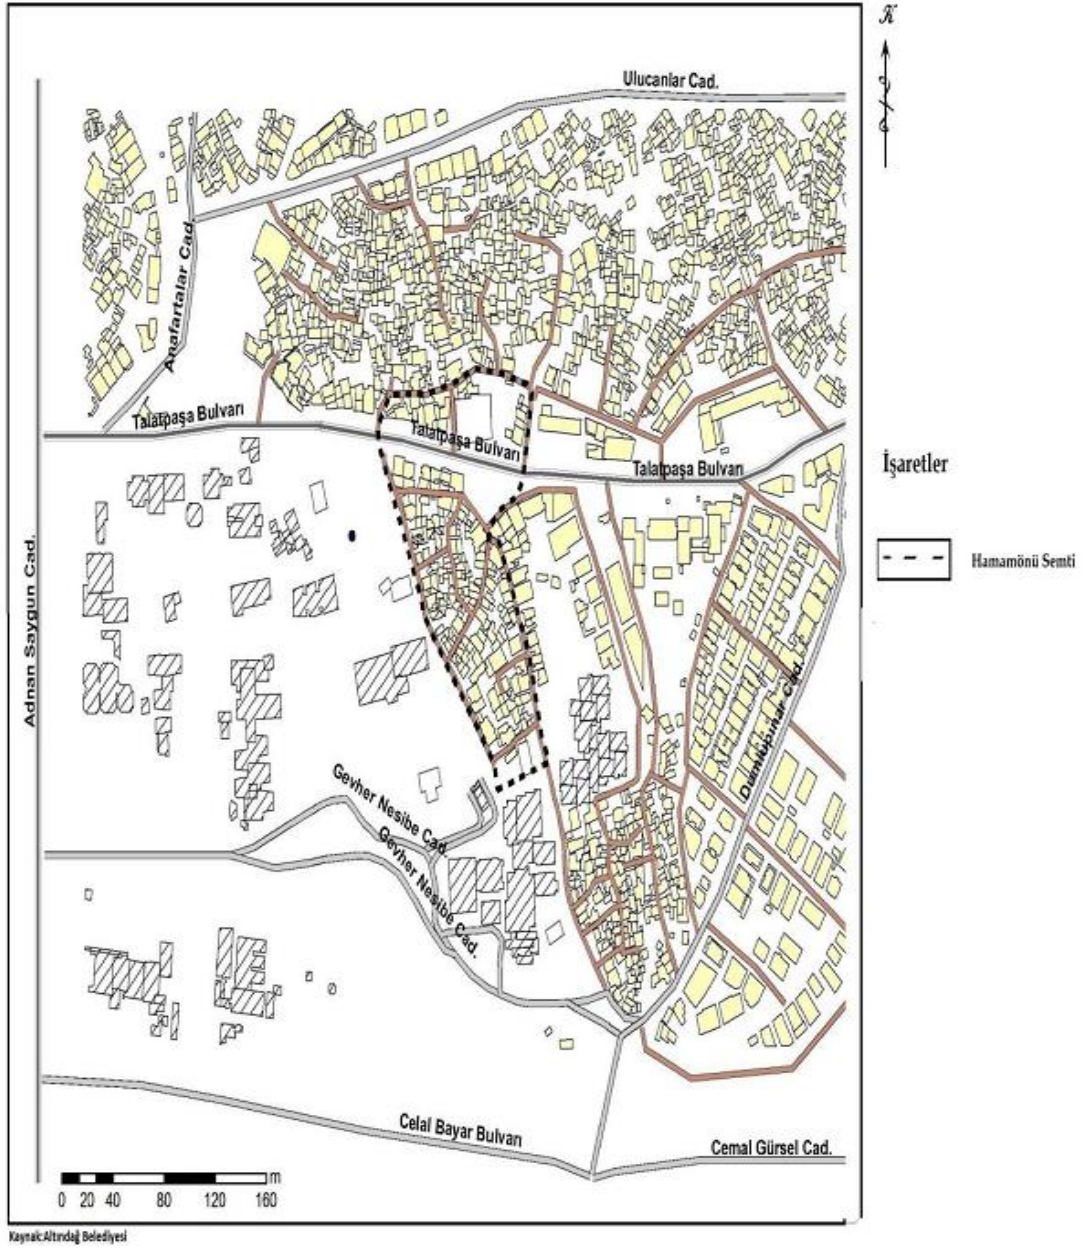 K
Ulucanlar Cad.
Anafartalar Cad
Talatpaşa Bulvarı
Talatpaşa Bulvarı
Talatpaşa Bulvarı
İşaretler
Hamamönü Semti
Adnan Saygun Cad.
Dumlupınar Cad.
Gevher Nesibe Cad.
Gevher Nesibe Cad.
Celal Bayar Bulvarı
Cemal Gürsel Cad.
m
0 20 40 80 120 160
Kaynak:Altındağ Belediyesi